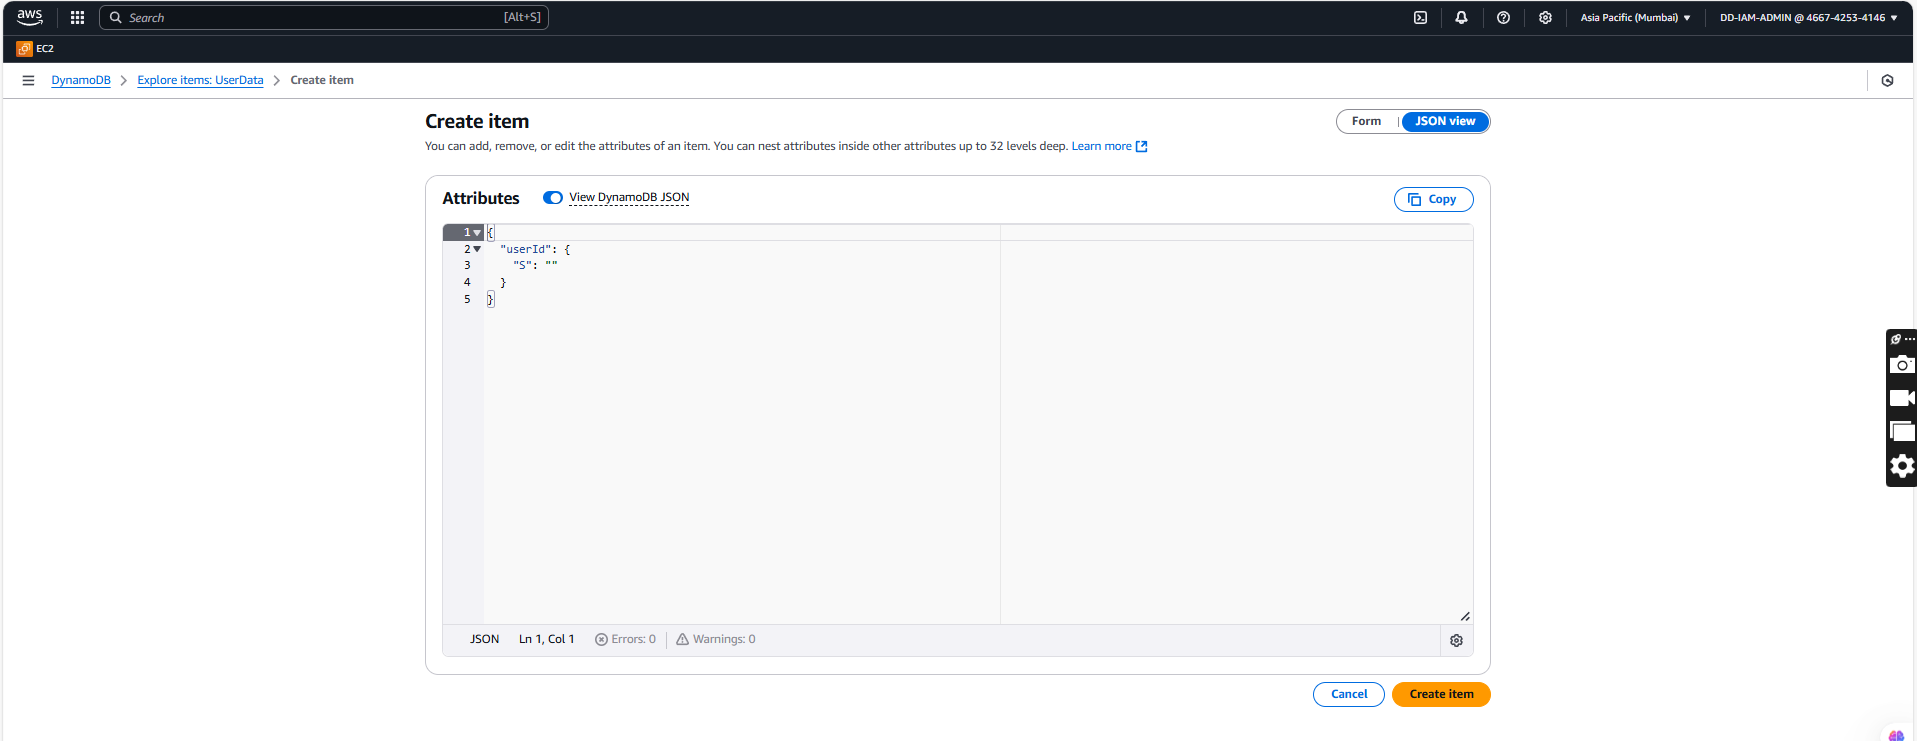 aws Search [Alt+S] Asia Pacific (Mumbai) DD-IAM-ADMIN @ 4667-4253-4146
EC2
DynamoDB Explore items: UserData Create item
Create item Form JSON view
You can add, remove, or edit the attributes of an item. You can nest attributes inside other attributes up to 32 levels deep. Learn more
Attributes View DynamoDB JSON Copy
1 {
2 "userId": {
3 "S": ""
4 }
5 }
JSON Ln 1, Col 1 Errors: 0 Warnings: 0
Cancel Create item